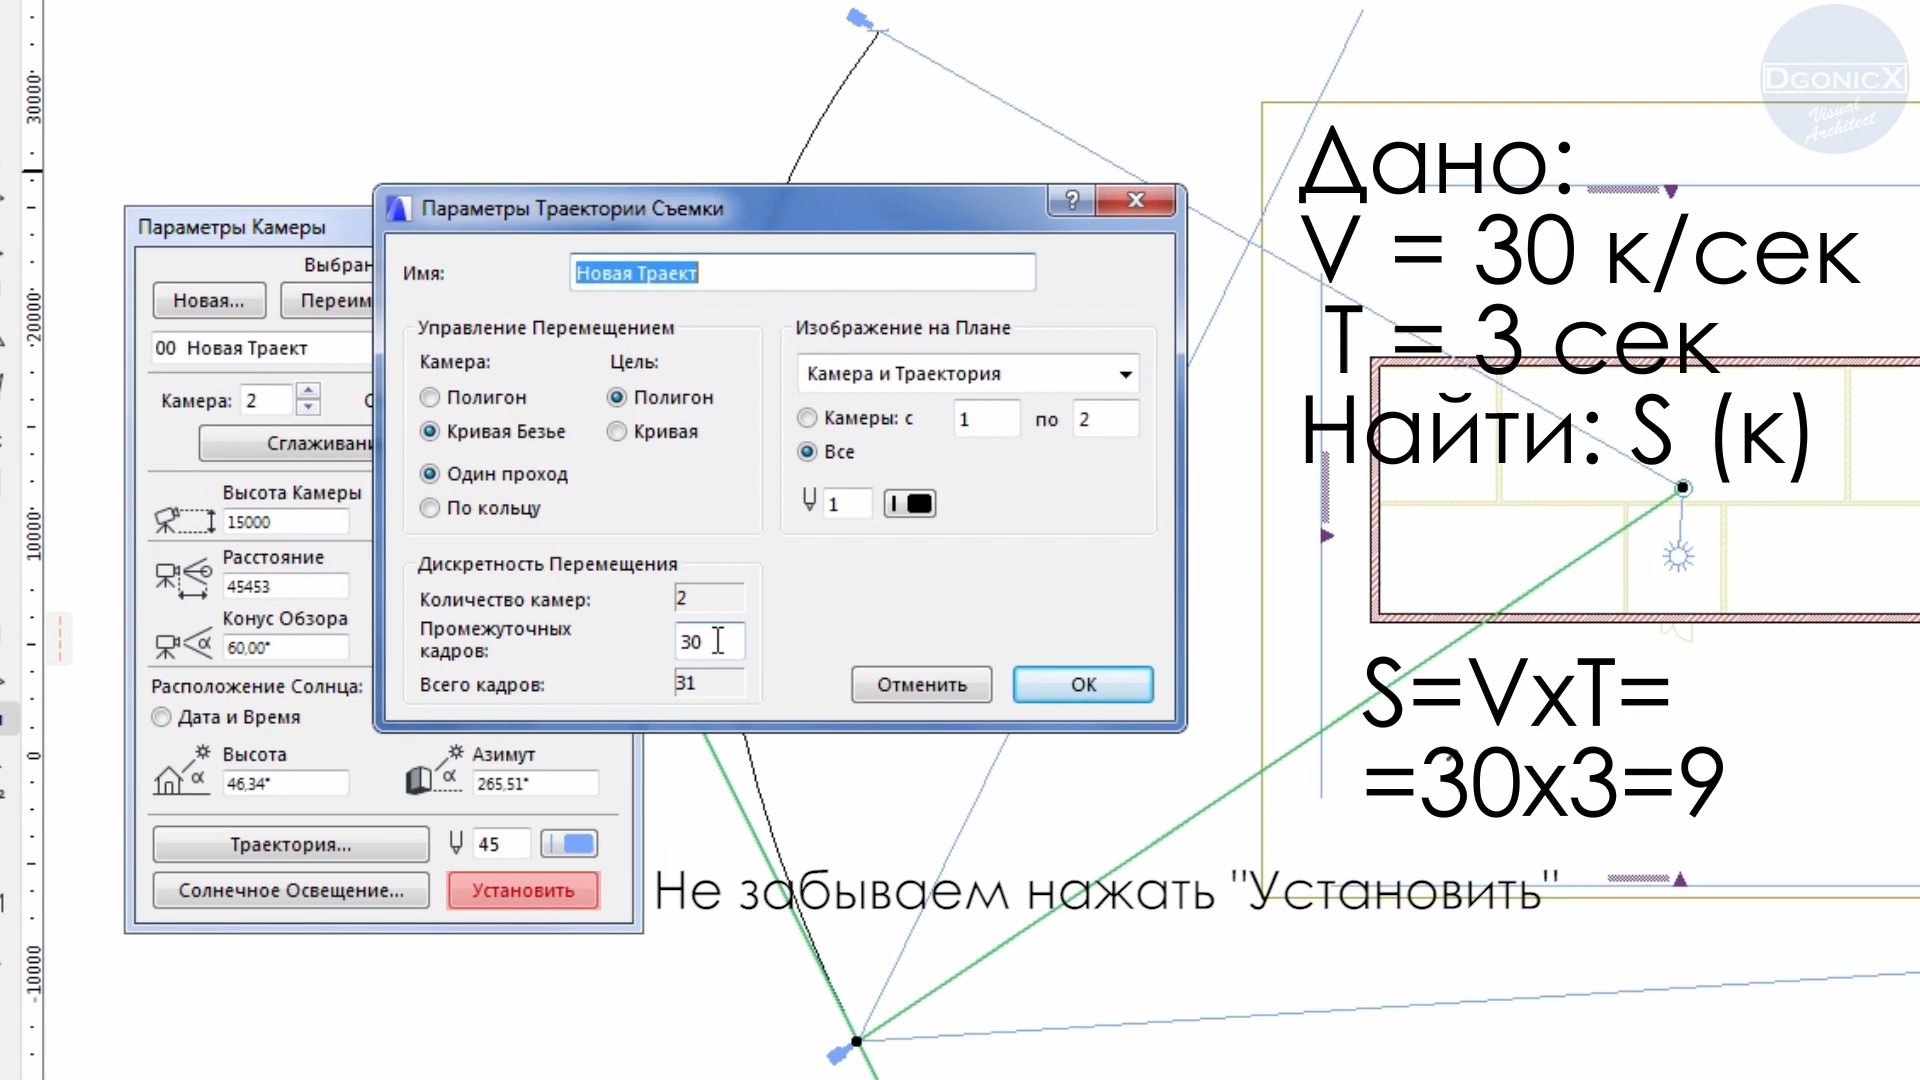 30000
20000
10000
0
-10000
DGONICX
Visual
Architect
Дано:
V = 30 к/сек
T = 3 сек
Найти: S (к)
S=VxT=
=30x3=9
Параметры Камеры
Выбран
Новая...
Переим
00 Новая Траект
Камера: 2
Сглаживани
Высота Камеры
15000
Расстояние
45453
Конус Обзора
α 60,00°
Расположение Солнца:
Дата и Время
Высота
α 46,34°
Азимут
α 265,51°
Траектория...
45
Солнечное Освещение...
Установить
Параметры Траектории Съемки
?
Имя: Новая Траект
Управление Перемещением
Камера: Цель:
Полигон Полигон
Кривая Безье Кривая
Один проход
По кольцу
Изображение на Плане
Камера и Траектория
Камеры: с 1 по 2
Все
1
Дискретность Перемещения
Количество камер: 2
Промежуточных
кадров: 30
Всего кадров: 31
Отменить
OK
Не забываем нажать "Установить"